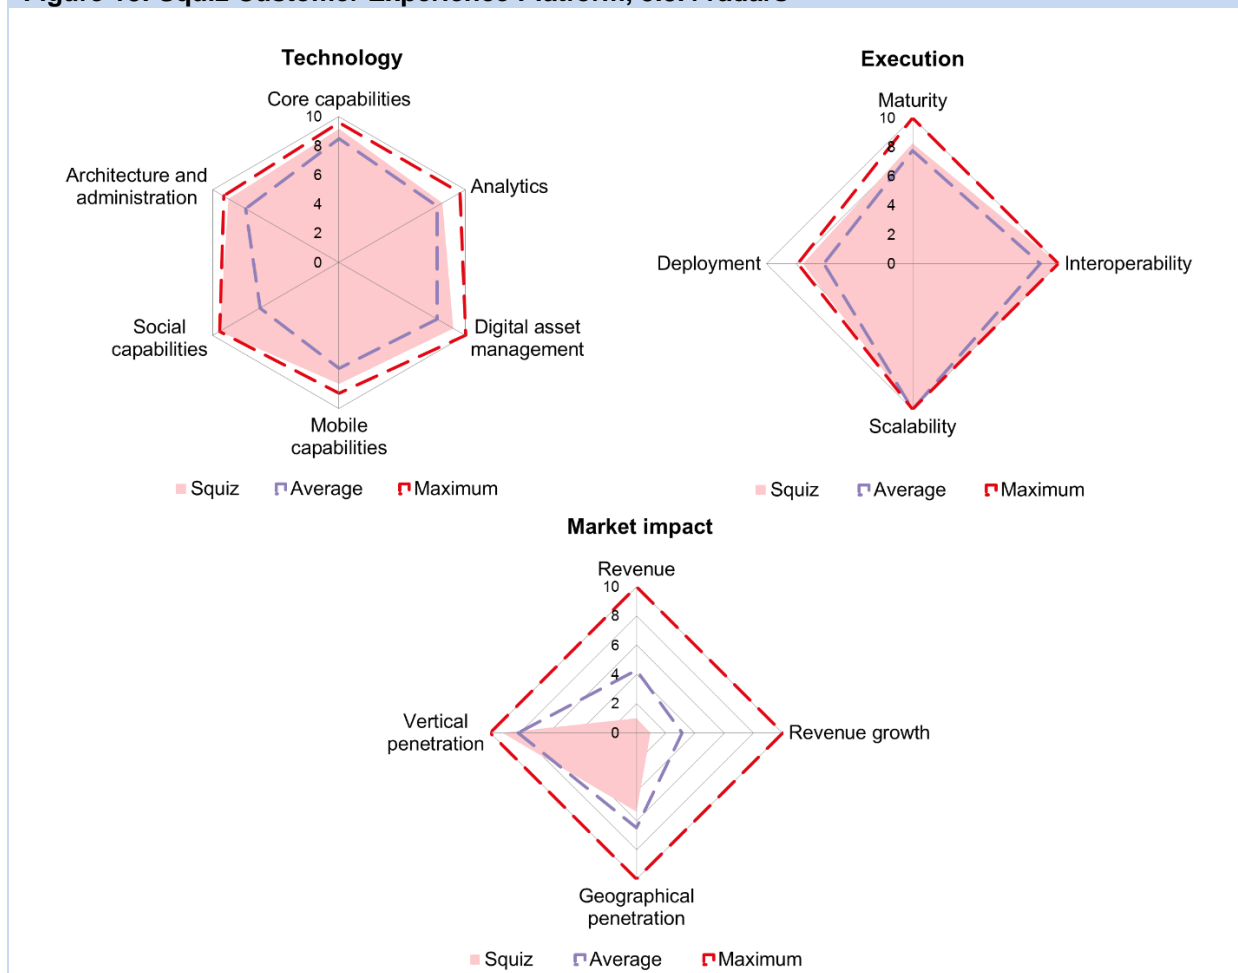 Technology
Core capabilities
10
8
6
4
2
0
Architecture and
administration
Analytics
Social
capabilities
Digital asset
management
Mobile
capabilities
Squiz
Average
Maximum
Execution
Maturity
10
8
6
4
2
0
Deployment
Interoperability
Scalability
Squiz
Average
Maximum
Market impact
Revenue
10
8
6
4
2
0
Vertical
penetration
Revenue growth
Geographical
penetration
Squiz
Average
Maximum